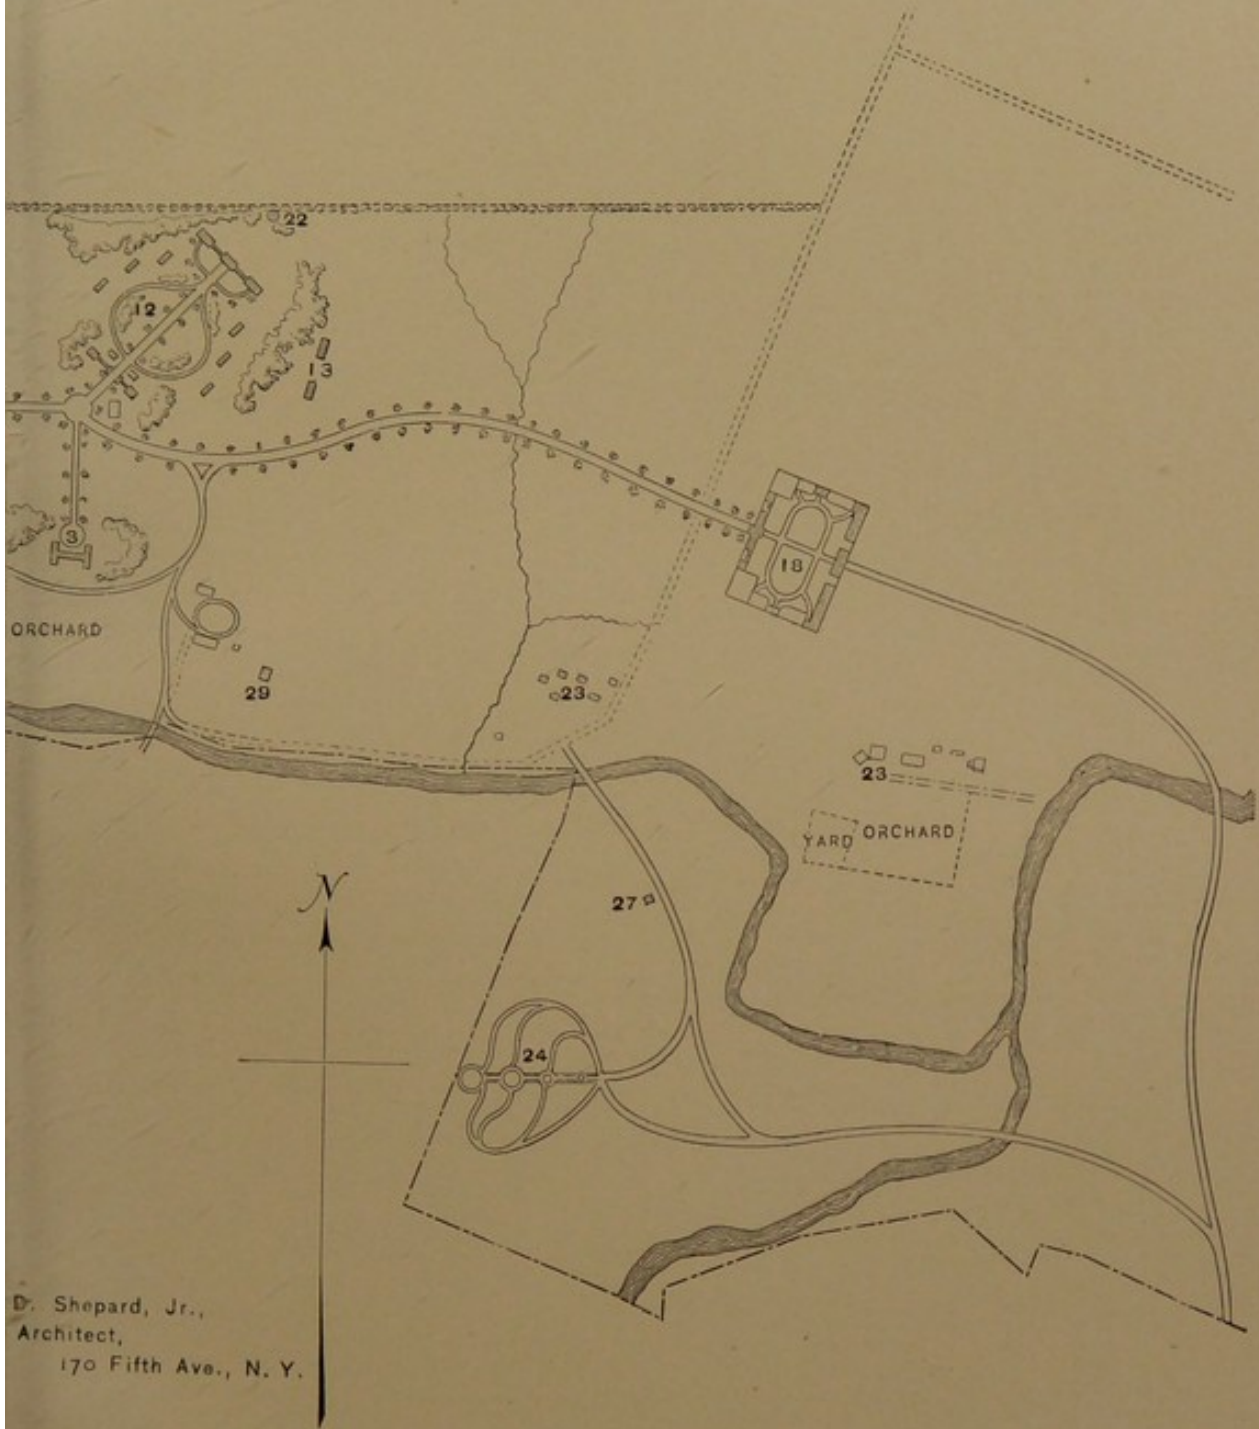 22
12
13
3
18
ORCHARD
29
23
23
YARD ORCHARD
N
27
24
D. Shepard, Jr.,
Architect,
170 Fifth Ave., N. Y.